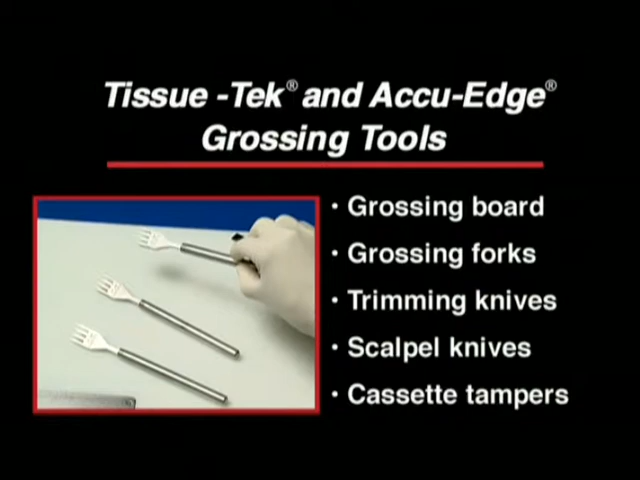 Tissue -Tek® and Accu-Edge®
Grossing Tools
• Grossing board
• Grossing forks
• Trimming knives
• Scalpel knives
• Cassette tampers